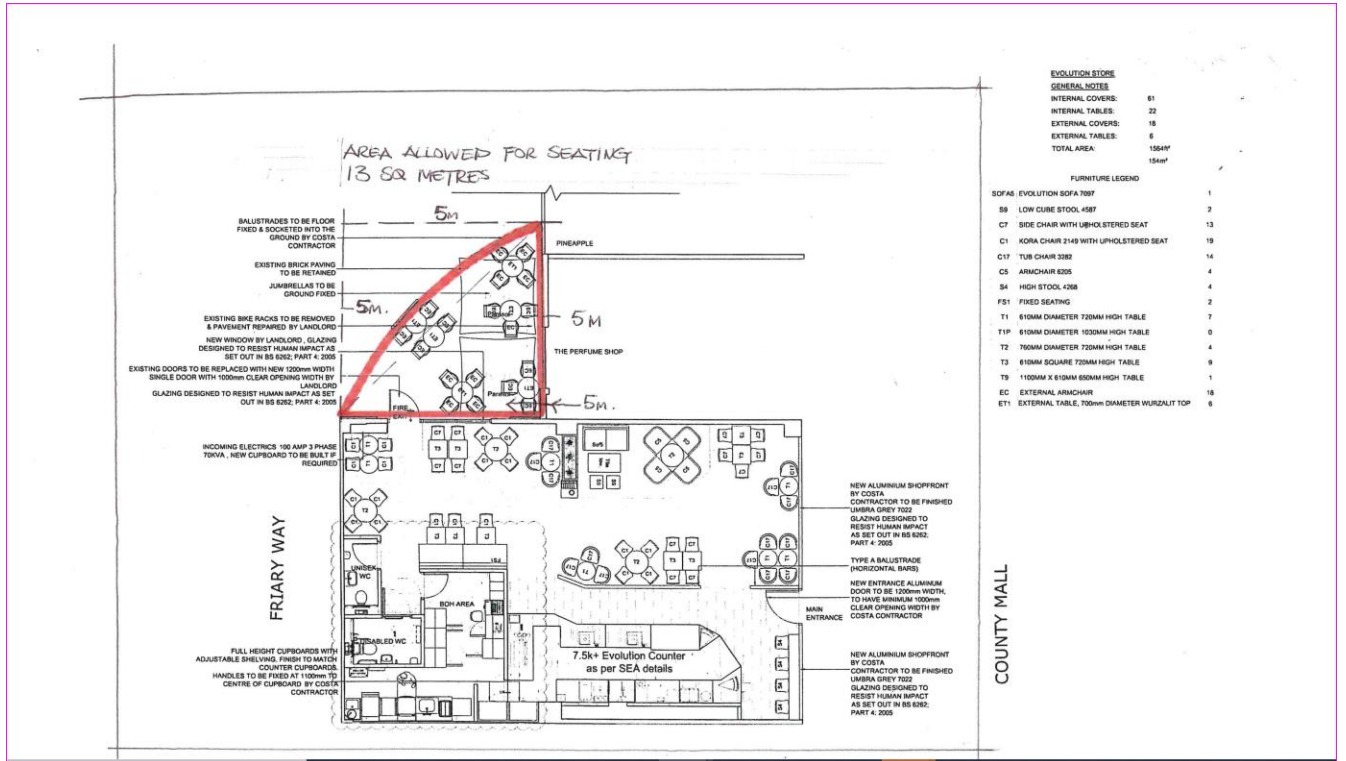 EVOLUTION STORE
GENERAL NOTES
INTERNAL COVERS: 61
INTERNAL TABLES: 22
EXTERNAL COVERS: 18
EXTERNAL TABLES: 6
TOTAL AREA: 1564ft²
154m²
FURNITURE LEGEND
SOFA5 EVOLUTION SOFA 7097 1
S9 LOW CUBE STOOL 4587 2
C7 SIDE CHAIR WITH UPHOLSTERED SEAT 13
C1 KORA CHAIR 2149 WITH UPHOLSTERED SEAT 19
C17 TUB CHAIR 3282 14
C5 ARMCHAIR 6205 4
S4 HIGH STOOL 4268 4
FS1 FIXED SEATING 2
T1 610MM DIAMETER 720MM HIGH TABLE 7
T1P 610MM DIAMETER 1030MM HIGH TABLE 0
T2 760MM DIAMETER 720MM HIGH TABLE 4
T3 610MM SQUARE 720MM HIGH TABLE 9
T9 1100MM X 610MM 650MM HIGH TABLE 1
EC EXTERNAL ARMCHAIR 18
ET1 EXTERNAL TABLE, 700mm DIAMETER WURZALIT TOP 6
AREA ALLOWED FOR SEATING
13 SQ METRES
5M
BALUSTRADES TO BE FLOOR
FIXED & SOCKETED INTO THE
GROUND BY COSTA
CONTRACTOR
EXISTING BRICK PAVING
TO BE RETAINED
JUMBRELLAS TO BE
GROUND FIXED
5M.
EXISTING BIKE RACKS TO BE REMOVED
& PAVEMENT REPAIRED BY LANDLORD
NEW WINDOW BY LANDLORD , GLAZING
DESIGNED TO RESIST HUMAN IMPACT AS
SET OUT IN BS 6262; PART 4: 2005
EXISTING DOORS TO BE REPLACED WITH NEW 1200mm WIDTH
SINGLE DOOR WITH 1000mm CLEAR OPENING WIDTH BY
LANDLORD
GLAZING DESIGNED TO RESIST HUMAN IMPACT AS SET
OUT IN BS 6262; PART 4: 2005
PINEAPPLE
5M
THE PERFUME SHOP
5M.
FIRE
EXIT
INCOMING ELECTRICS 100 AMP 3 PHASE
70KVA , NEW CUPBOARD TO BE BUILT IF
REQUIRED
FRIARY WAY
UNISEX
WC
BOH AREA
DISABLED WC
FULL HEIGHT CUPBOARDS WITH
ADJUSTABLE SHELVING. FINISH TO MATCH
COUNTER CUPBOARDS.
HANDLES TO BE FIXED AT 1100mm TO
CENTRE OF CUPBOARD BY COSTA
CONTRACTOR
7.5k+ Evolution Counter
as per SEA details
NEW ALUMINIUM SHOPFRONT
BY COSTA
CONTRACTOR TO BE FINISHED
UMBRA GREY 7022
GLAZING DESIGNED TO
RESIST HUMAN IMPACT
AS SET OUT IN BS 6262;
PART 4: 2005
TYPE A BALUSTRADE
(HORIZONTAL BARS)
NEW ENTRANCE ALUMINUM
DOOR TO BE 1200mm WIDTH,
TO HAVE MINIMUM 1000mm
CLEAR OPENING WIDTH BY
COSTA CONTRACTOR
MAIN
ENTRANCE
NEW ALUMINIUM SHOPFRONT
BY COSTA
CONTRACTOR TO BE FINISHED
UMBRA GREY 7022
GLAZING DESIGNED TO
RESIST HUMAN IMPACT
AS SET OUT IN BS 6262;
PART 4: 2005
COUNTY MALL